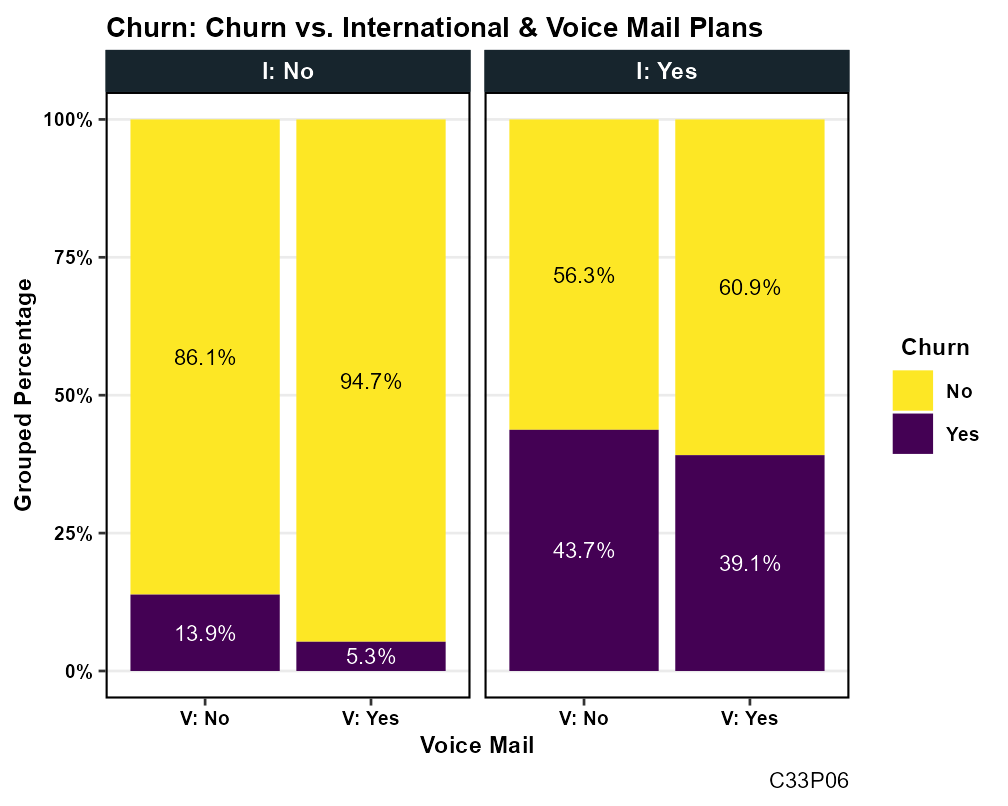 Churn: Churn vs. International & Voice Mail Plans
I: No
I: Yes
Grouped Percentage
100%
75%
50%
25%
0%
86.1%
94.7%
13.9%
5.3%
56.3%
60.9%
43.7%
39.1%
V: No
V: Yes
V: No
V: Yes
Voice Mail
Churn
No
Yes
C33P06